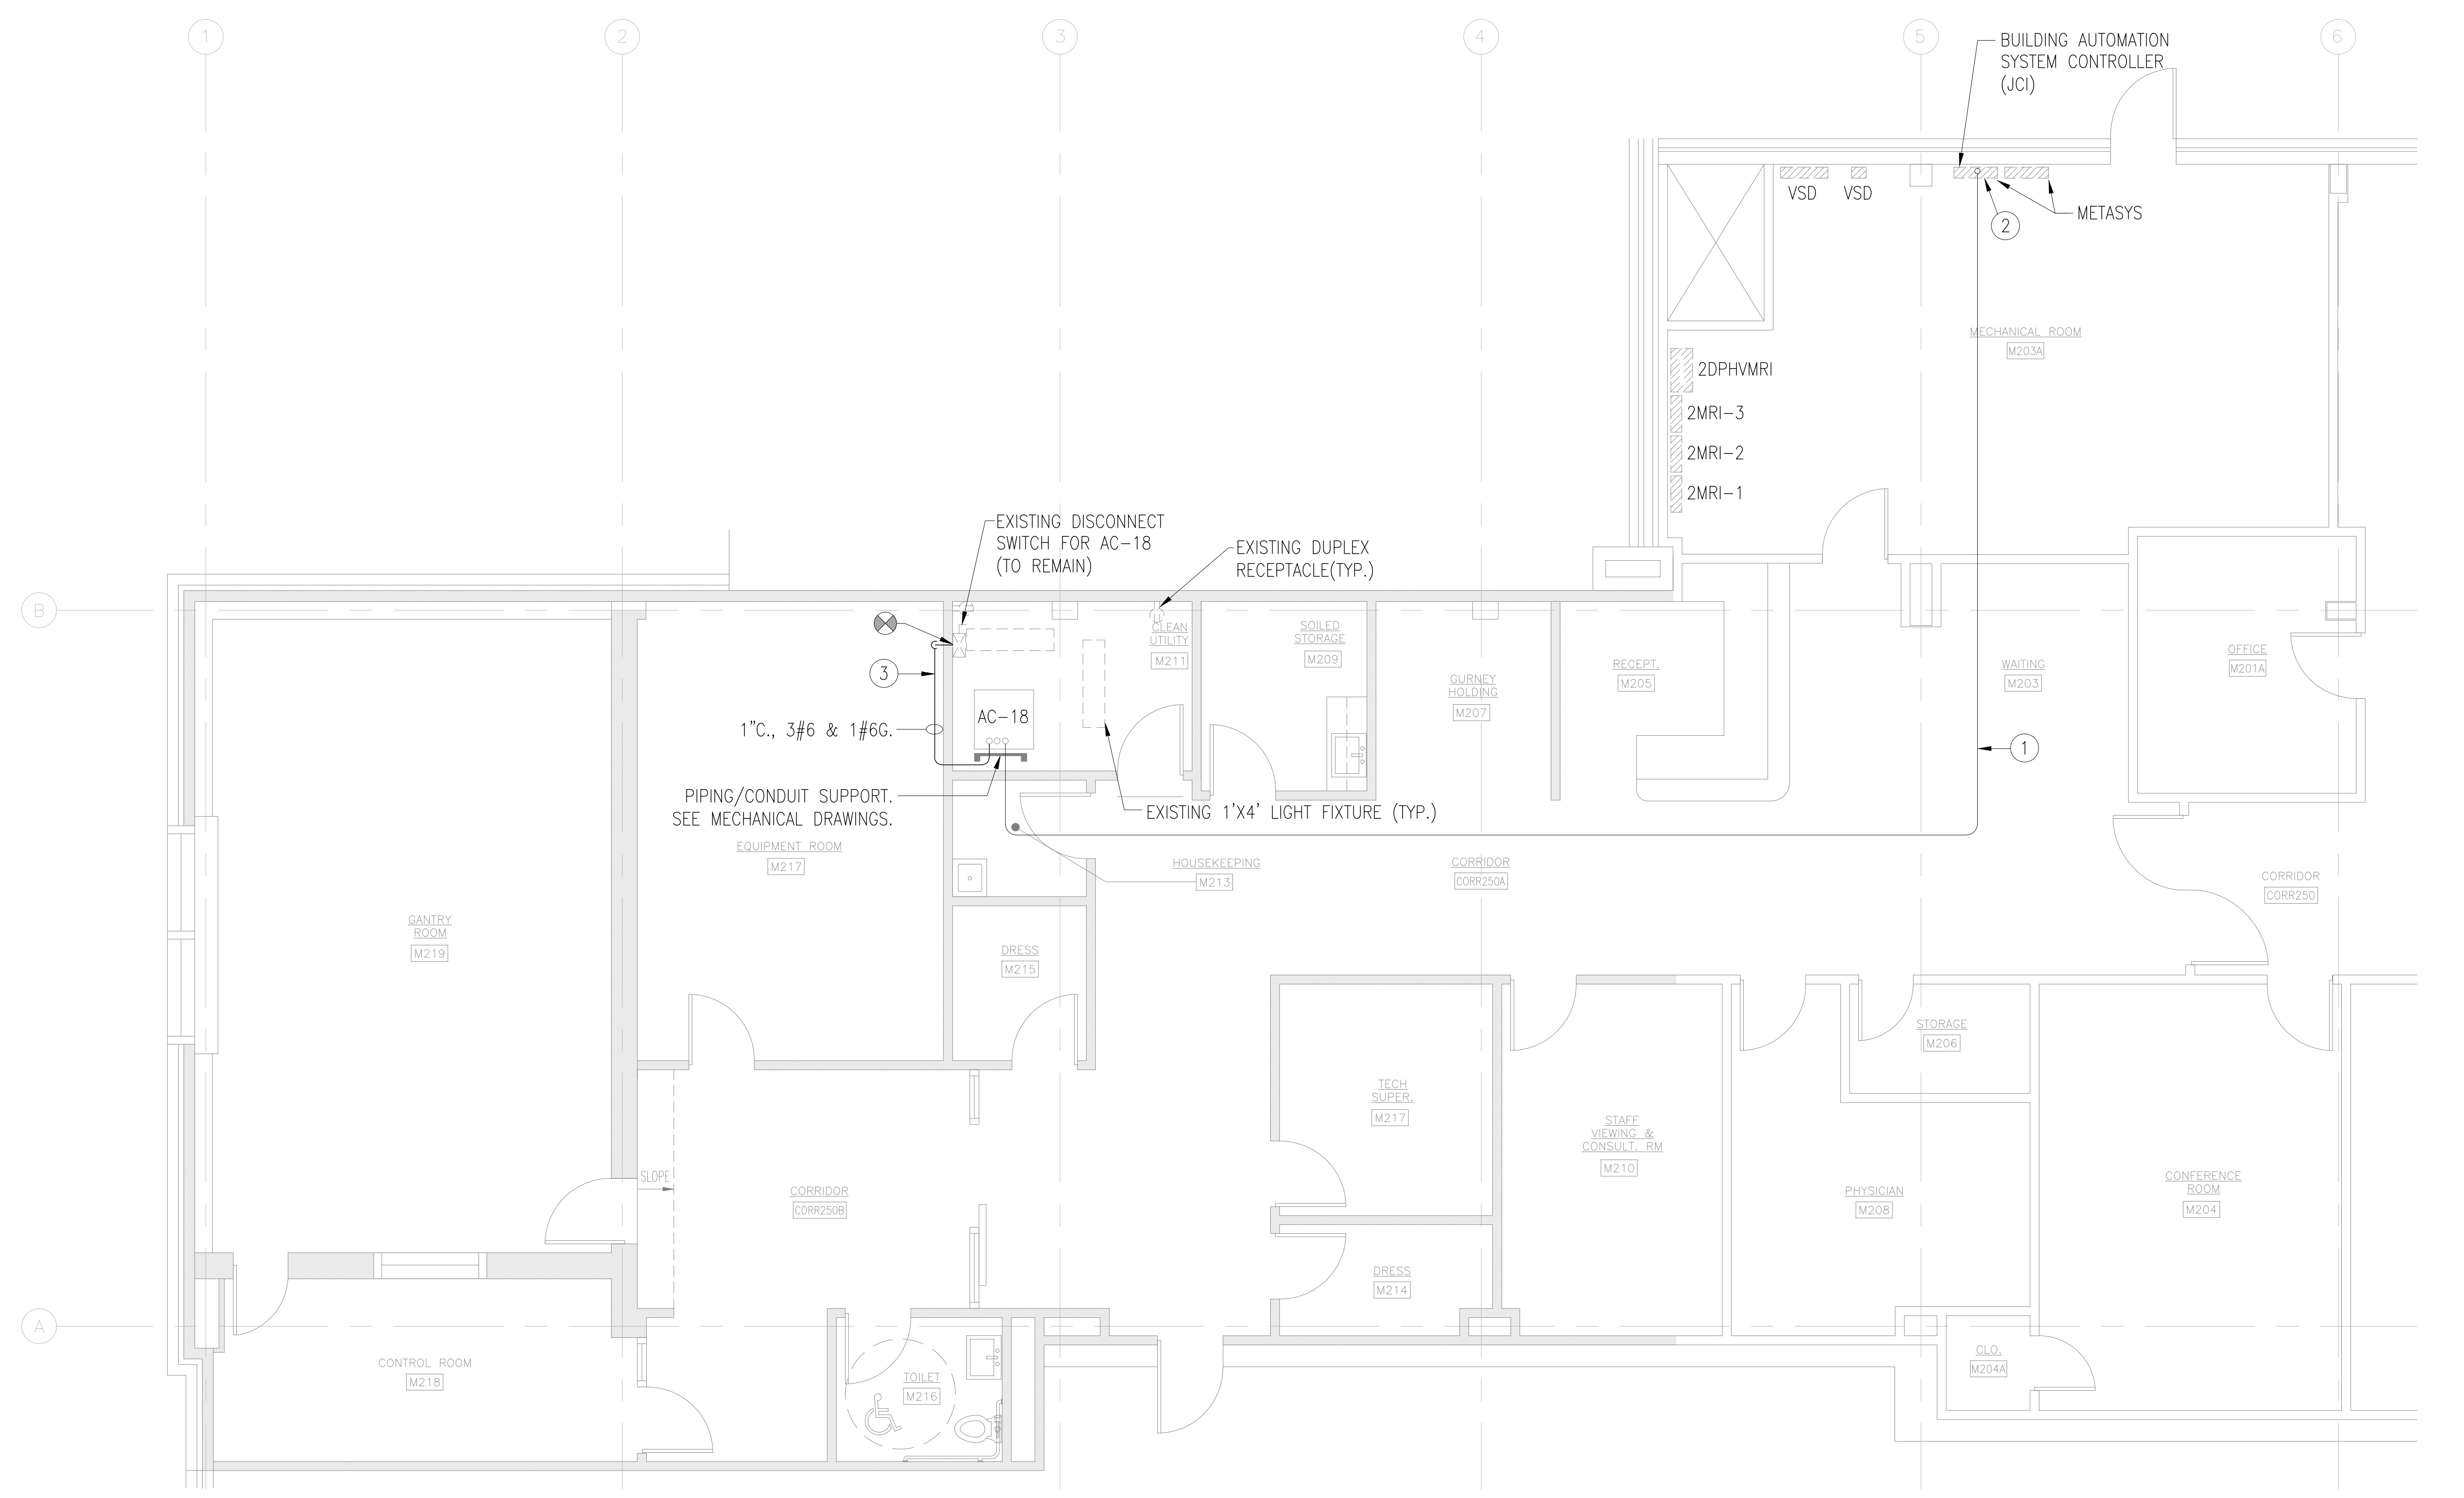 1
2
3
4
5
6
BUILDING AUTOMATION
SYSTEM CONTROLLER
(JCI)
VSD
VSD
METASYS
2
MECHANICAL ROOM
M203A
2DPHVMRI
2MRI-3
2MRI-2
2MRI-1
EXISTING DISCONNECT
SWITCH FOR AC-18
(TO REMAIN)
EXISTING DUPLEX
RECEPTACLE(TYP.)
B
CLEAN
UTILITY
M211
SOILED
STORAGE
M209
GURNEY
HOLDING
M207
RECEPT.
M205
WAITING
M203
OFFICE
M201A
3
AC-18
1"C., 3#6 & 1#6G.
1
PIPING/CONDUIT SUPPORT.
SEE MECHANICAL DRAWINGS.
EXISTING 1'X4' LIGHT FIXTURE (TYP.)
EQUIPMENT ROOM
M217
HOUSEKEEPING
M213
CORRIDOR
CORR250A
CORRIDOR
CORR250
GANTRY
ROOM
M219
DRESS
M215
STORAGE
M206
TECH
SUPER.
M217
STAFF
VIEWING &
CONSULT. RM
M210
SLOPE
CORRIDOR
CORR250B
PHYSICIAN
M208
CONFERENCE
ROOM
M204
DRESS
M214
A
CONTROL ROOM
M218
TOILET
M216
CLO.
M204A